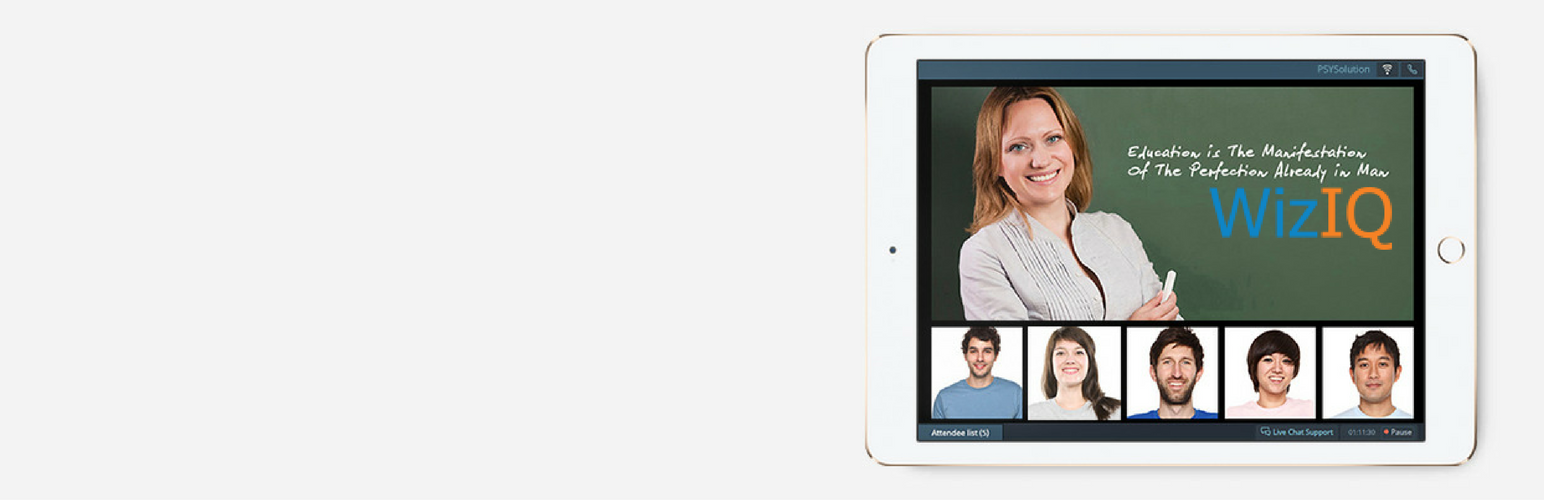 PSYSolution
Education is The Manifestation
Of The Perfection Already in Man
WizIQ
Attendee list (5)
Live Chat Support
01:11:30
Pause